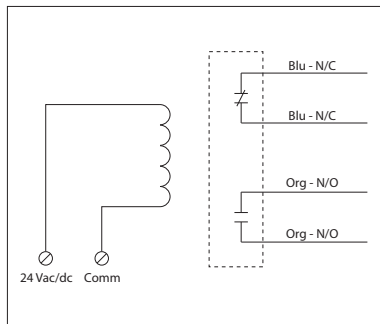 Blu - N/C
Blu - N/C
Org - N/O
Org - N/O
24 Vac/dc Comm